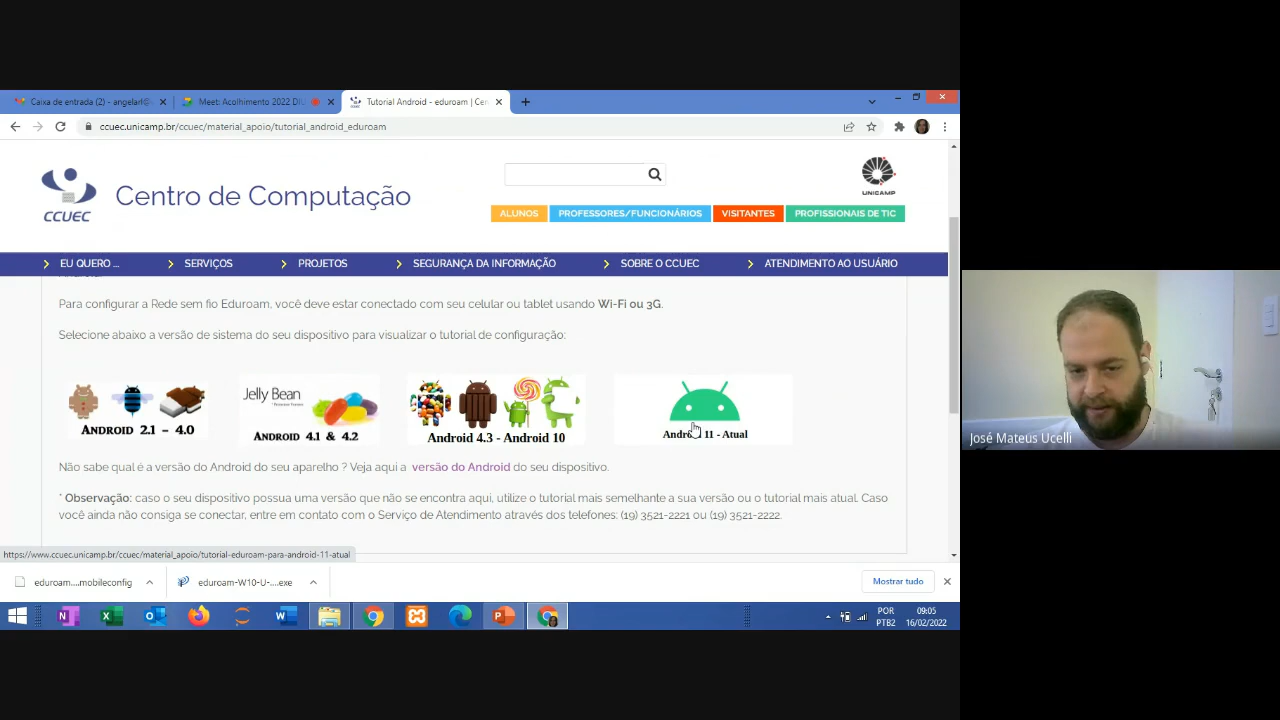 Caixa de entrada (2) - angelarl@
Meet: Acolhimento 2022 DI
Tutorial Android - eduroam | Ce
ccuec.unicamp.br/ccuec/material_apoio/tutorial_android_eduroam
CCUEC
Centro de Computação
UNICAMP
ALUNOS
PROFESSORES/FUNCIONÁRIOS
VISITANTES
PROFISSIONAIS DE TIC
EU QUERO ...
SERVIÇOS
PROJETOS
SEGURANÇA DA INFORMAÇÃO
SOBRE O CCUEC
ATENDIMENTO AO USUÁRIO
Para configurar a Rede sem fio Eduroam, você deve estar conectado com seu celular ou tablet usando Wi-Fi ou 3G.
Selecione abaixo a versão de sistema do seu dispositivo para visualizar o tutorial de configuração:
ANDROID 2.1 - 4.0
Jelly Bean
ANDROID 4.1 & 4.2
Android 4.3 - Android 10
Android 11 - Atual
Não sabe qual é a versão do Android do seu aparelho ? Veja aqui a versão do Android do seu dispositivo.
* Observação: caso o seu dispositivo possua uma versão que não se encontra aqui, utilize o tutorial mais semelhante a sua versão ou o tutorial mais atual. Caso
você ainda não consiga se conectar, entre em contato com o Serviço de Atendimento através dos telefones: (19) 3521-2221 ou (19) 3521-2222.
https://www.ccuec.unicamp.br/ccuec/material_apoio/tutorial-eduroam-para-android-11-atual
eduroam....mobileconfig
eduroam-W10-U-....exe
Mostrar tudo
POR
PTB2
09:05
16/02/2022
José Mateus Ucelli